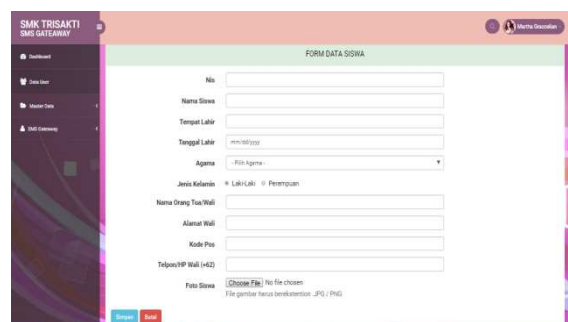 SMK TRISAKTI
SMS GATEAWAY
Martha Grace
Dashboard
Data User
Master Data
SMS Gateway
FORM DATA SISWA
Nis
Nama Siswa
Tempat Lahir
Tanggal Lahir
mm/dd/yyyy
Agama
- Pilih Agama -
Jenis Kelamin
Laki-Laki Perempuan
Nama Orang Tua/Wali
Alamat Wali
Kode Pos
Telpon/HP Wali (+62)
Foto Siswa
Choose File No file chosen
File gambar harus berekstention .JPG / PNG
Simpan Batal